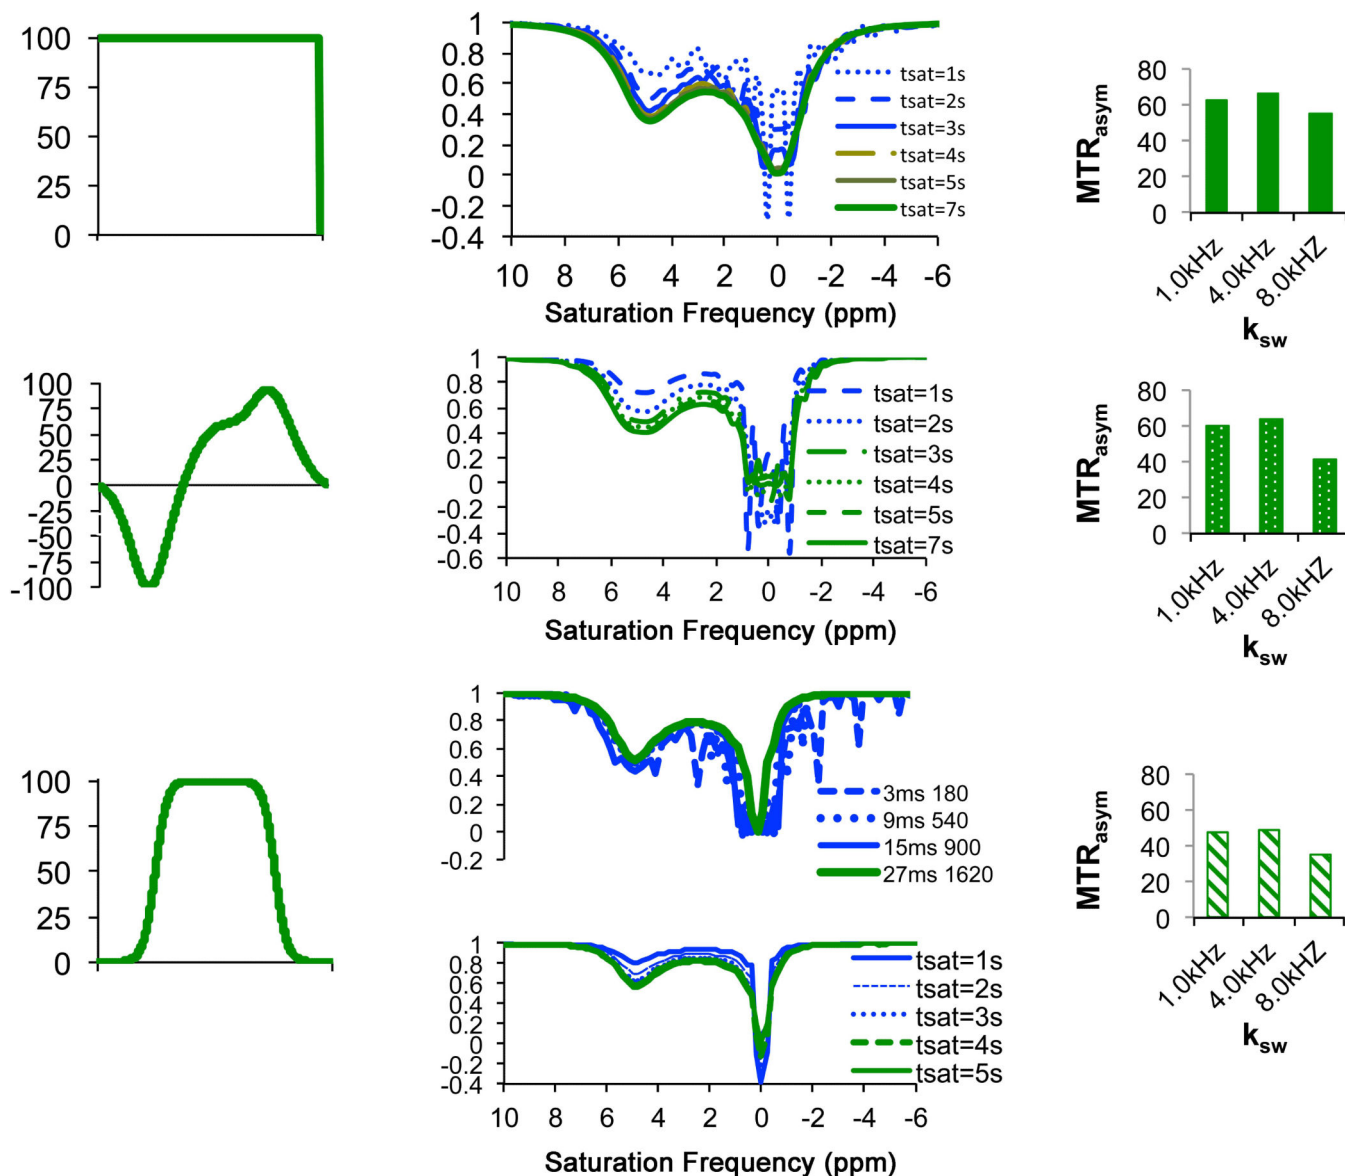 100
75
50
25
0
1
0.8
0.6
0.4
0.2
0
-0.2
-0.4
10 8 6 4 2 0 -2 -4 -6
Saturation Frequency (ppm)
tsat=1s
tsat=2s
tsat=3s
tsat=4s
tsat=5s
tsat=7s
MTRasym
80
60
40
20
0
1.0kHz 4.0kHz 8.0kHZ
ksw
100
75
50
25
0
-25
-50
-75
-100
1
0.8
0.6
0.4
0.2
0
-0.2
-0.4
-0.6
10 8 6 4 2 0 -2 -4 -6
Saturation Frequency (ppm)
tsat=1s
tsat=2s
tsat=3s
tsat=4s
tsat=5s
tsat=7s
MTRasym
80
60
40
20
0
1.0kHz 4.0kHz 8.0kHZ
ksw
100
75
50
25
0
1
0.8
0.6
0.4
0.2
0
-0.2
3ms 180
9ms 540
15ms 900
27ms 1620
1
0.8
0.6
0.4
0.2
0
-0.2
-0.4
10 8 6 4 2 0 -2 -4 -6
Saturation Frequency (ppm)
tsat=1s
tsat=2s
tsat=3s
tsat=4s
tsat=5s
MTRasym
80
60
40
20
0
1.0kHz 4.0kHz 8.0kHZ
ksw